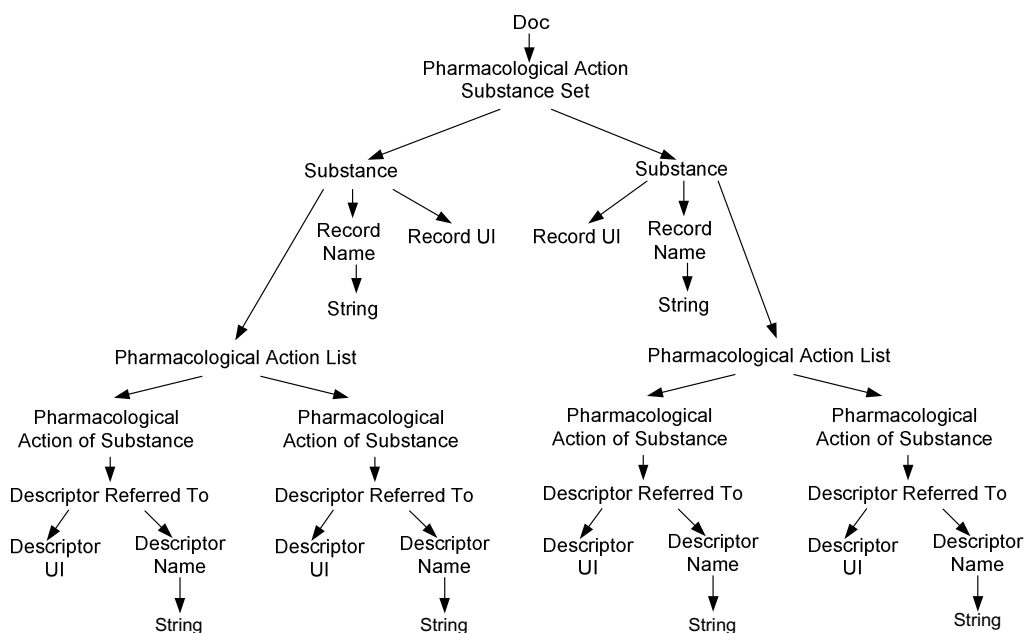 Doc
Pharmacological Action
Substance Set
Substance
Substance
Record
Name
Record UI
Record UI
Record
Name
String
String
Pharmacological Action List
Pharmacological Action List
Pharmacological
Action of Substance
Pharmacological
Action of Substance
Pharmacological
Action of Substance
Pharmacological
Action of Substance
Descriptor Referred To
Descriptor Referred To
Descriptor Referred To
Descriptor Referred To
Descriptor
UI
Descriptor
Name
Descriptor
UI
Descriptor
Name
Descriptor
UI
Descriptor
Name
Descriptor
UI
Descriptor
Name
String
String
String
String